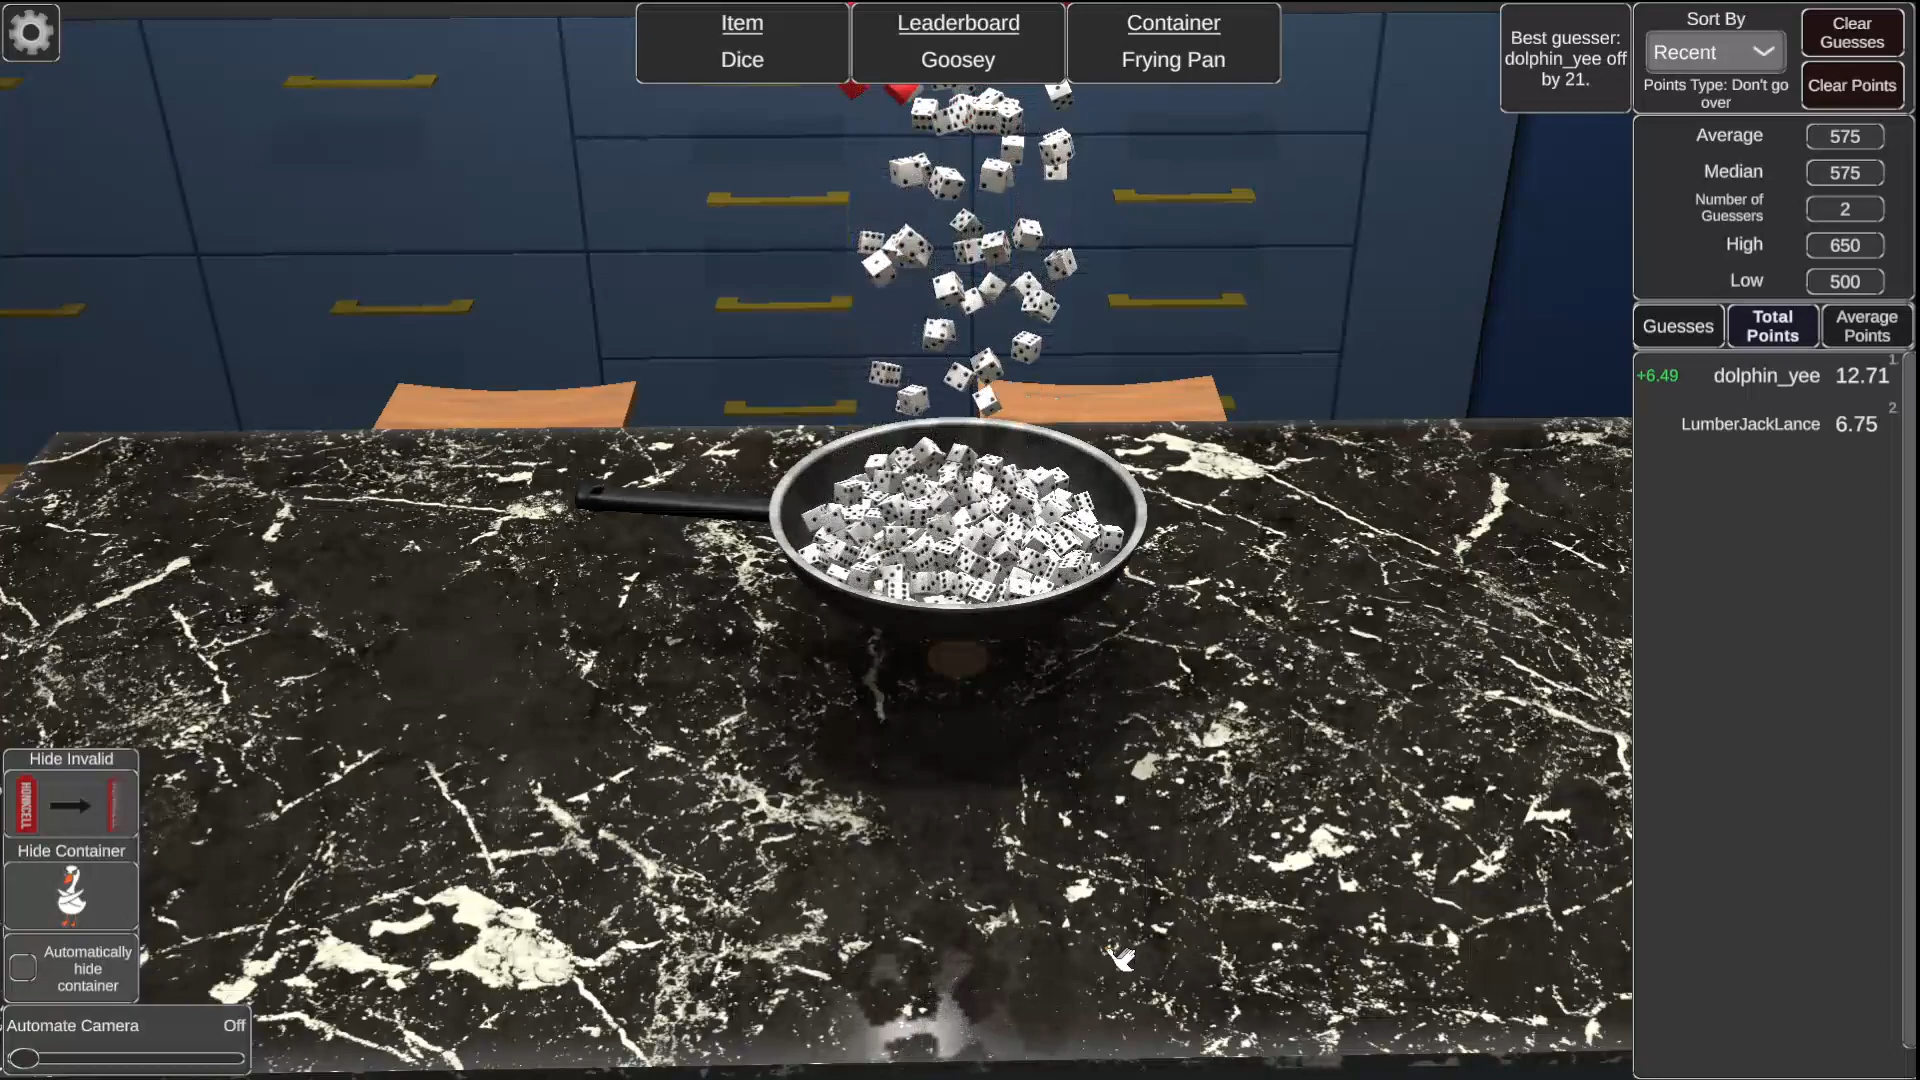 Item
Dice
Leaderboard
Goosey
Container
Frying Pan
Best guesser:
dolphin_yee off
by 21.
Sort By
Recent
Points Type: Don't go
over
Clear
Guesses
Clear Points
Average 575
Median 575
Number of
Guessers 2
High 650
Low 500
Guesses
Total
Points
Average
Points
1.
+6.49 dolphin_yee 12.71
2.
LumberJackLance 6.75
Hide Invalid
HONNCELL
Hide Container
Automatically
hide
container
Automate Camera Off